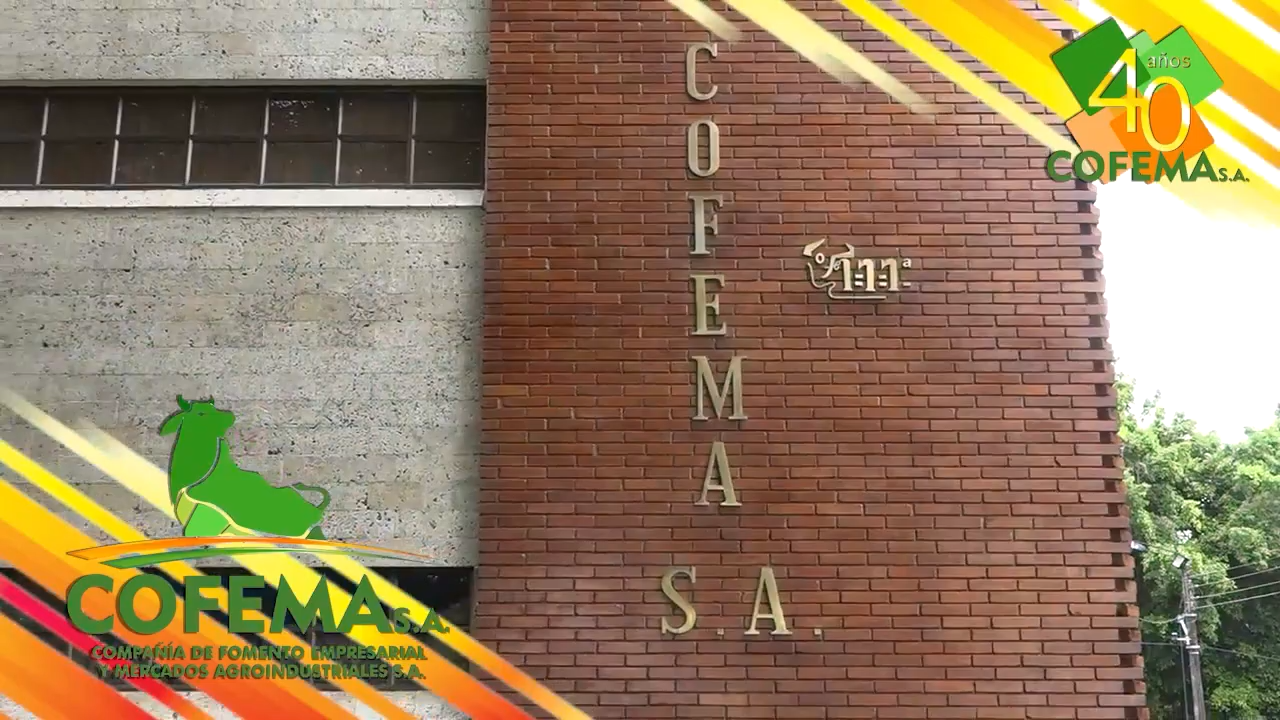 C
O
F
E
M
A
S.A.
40 años
COFEMA S.A.
COFEMA S.A.
COMPAÑÍA DE FOMENTO EMPRESARIAL
Y MERCADOS AGROINDUSTRIALES S.A.